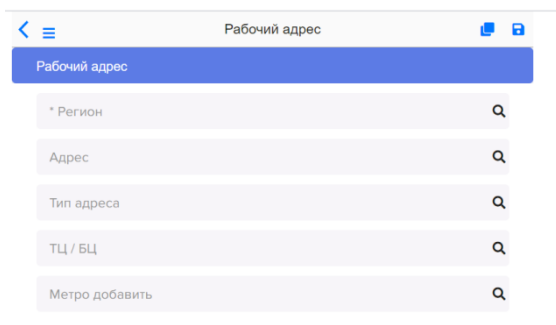 Рабочий адрес
Рабочий адрес
* Регион
Адрес
Тип адреса
ТЦ / БЦ
Метро добавить